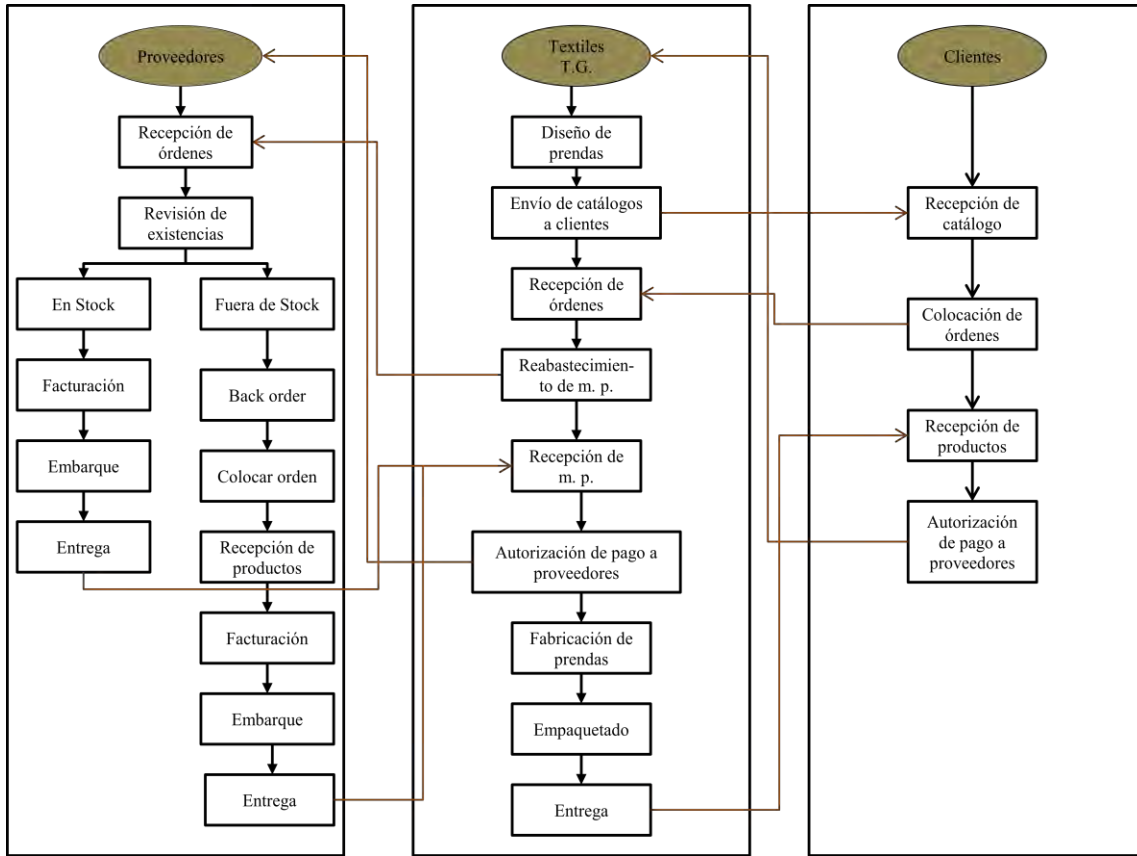 Proveedores
Recepción de
órdenes
Revisión de
existencias
En Stock
Facturación
Embarque
Entrega
Fuera de Stock
Back order
Colocar orden
Recepción de
productos
Facturación
Embarque
Entrega
Textiles
T.G.
Diseño de
prendas
Envío de catálogos
a clientes
Recepción de
órdenes
Reabastecimien-
to de m. p.
Recepción de
m. p.
Autorización de pago a
proveedores
Fabricación de
prendas
Empaquetado
Entrega
Clientes
Recepción de
catálogo
Colocación de
órdenes
Recepción de
productos
Autorización
de pago a
proveedores